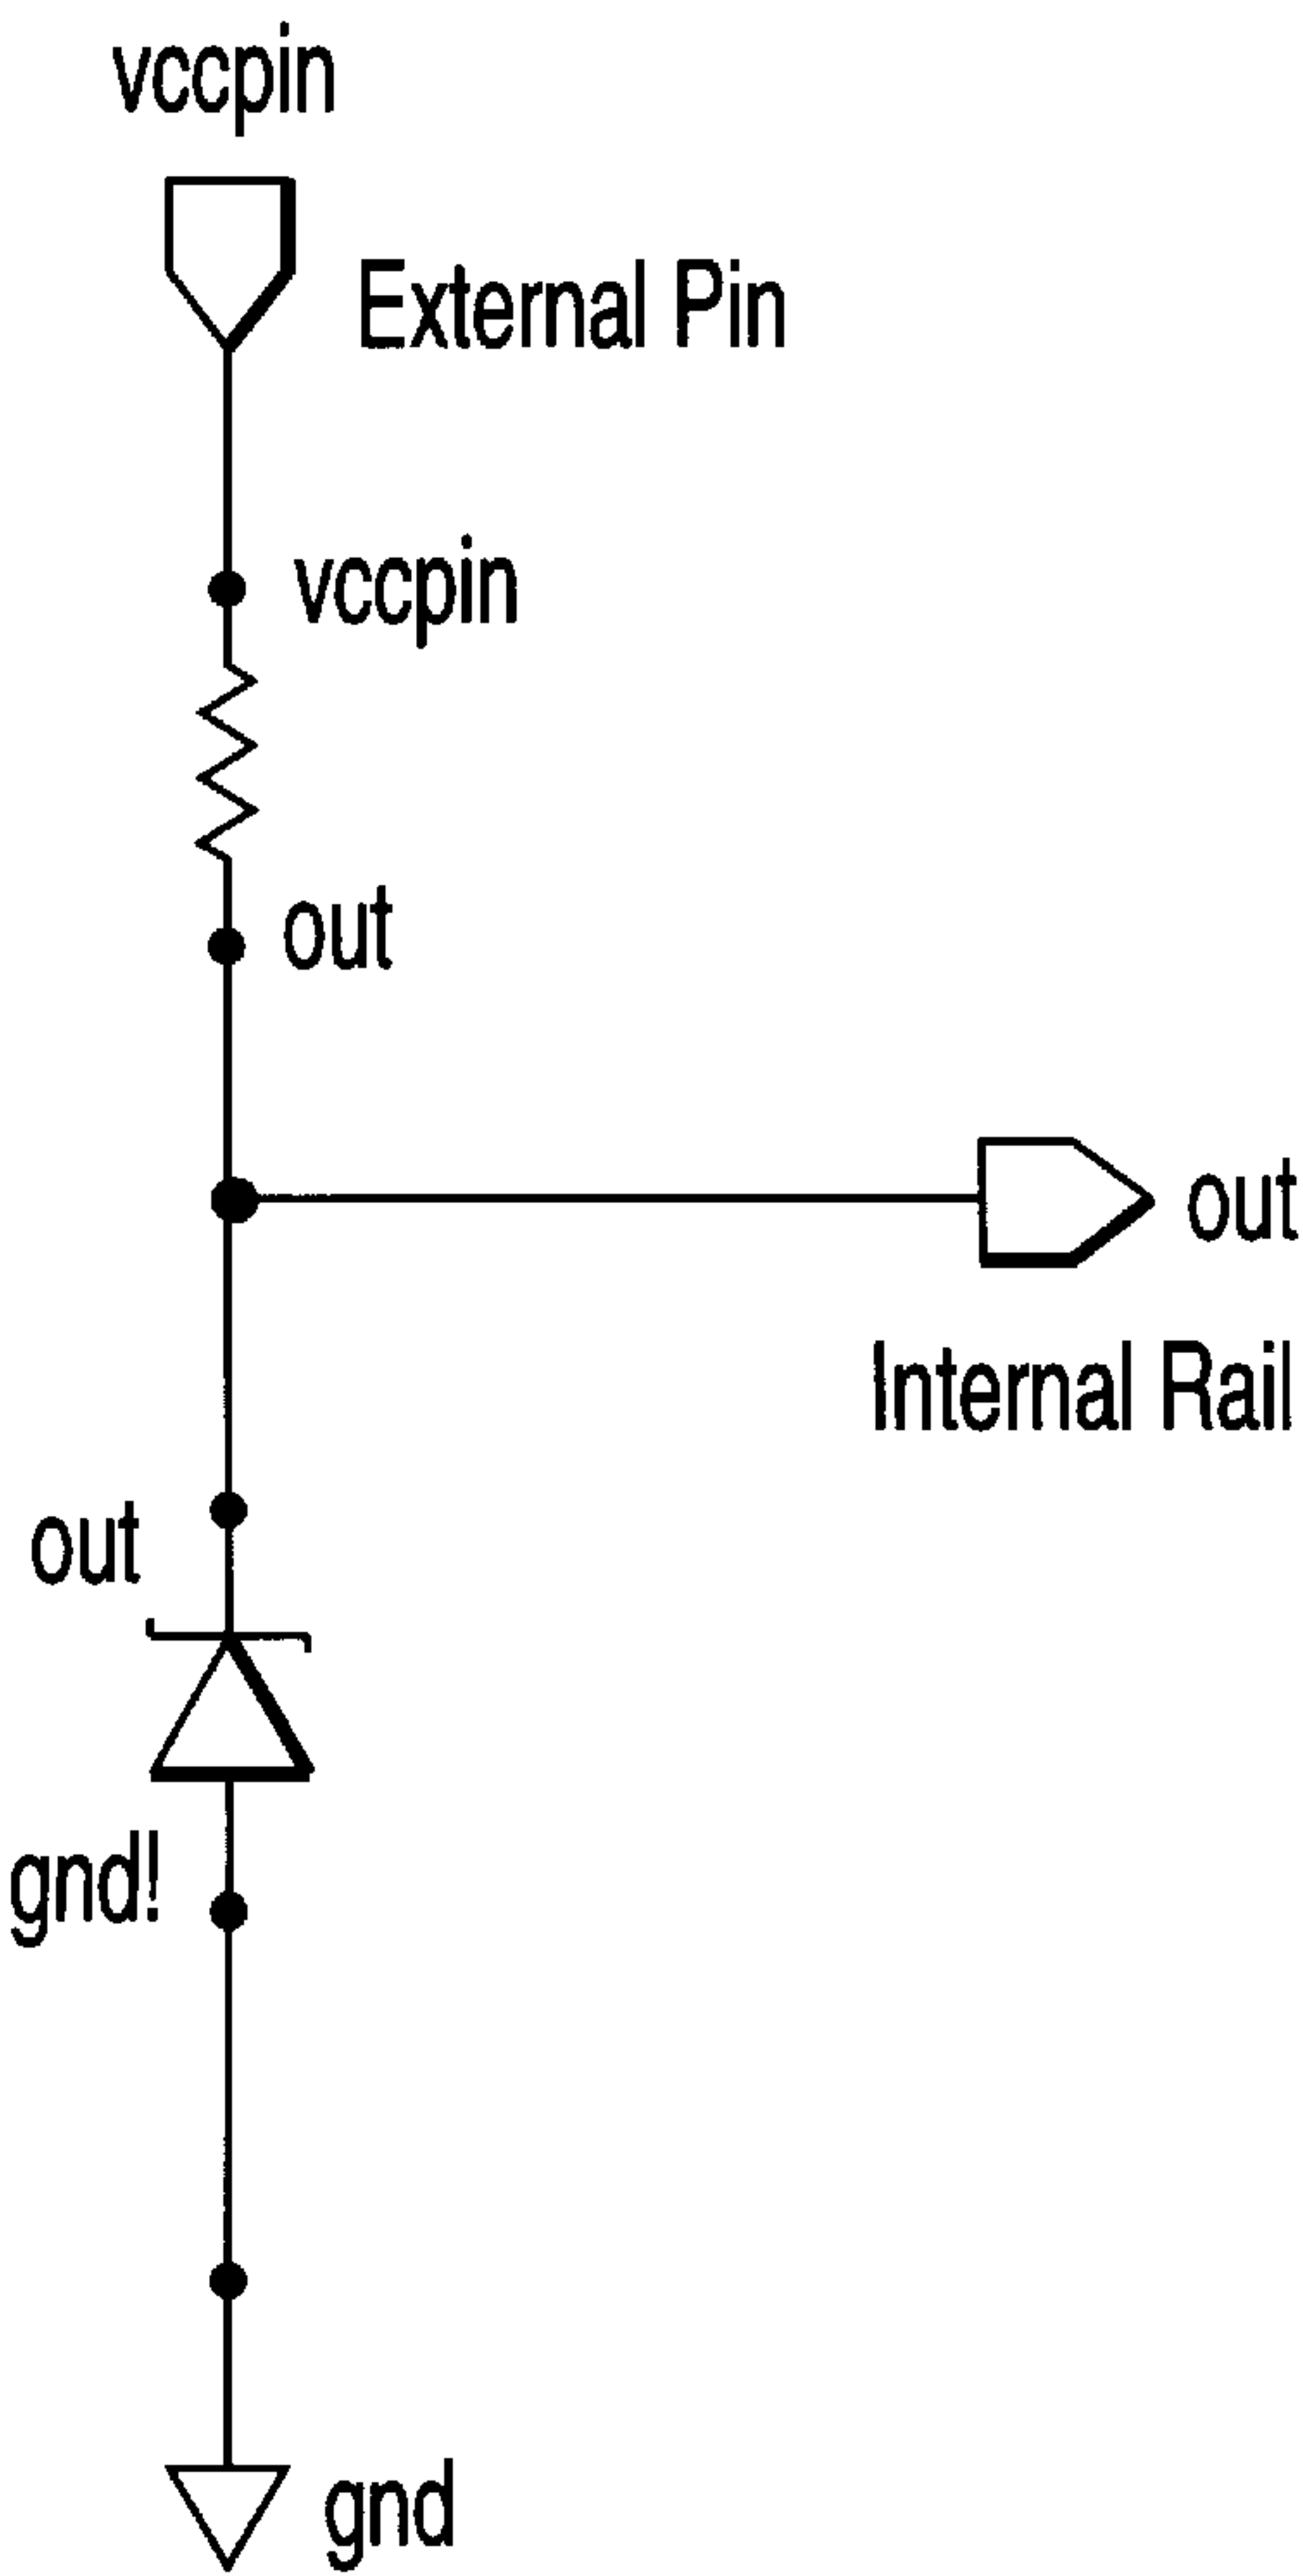 vccpin
External Pin
vccpin
out
out
Internal Rail
out
gnd!
gnd